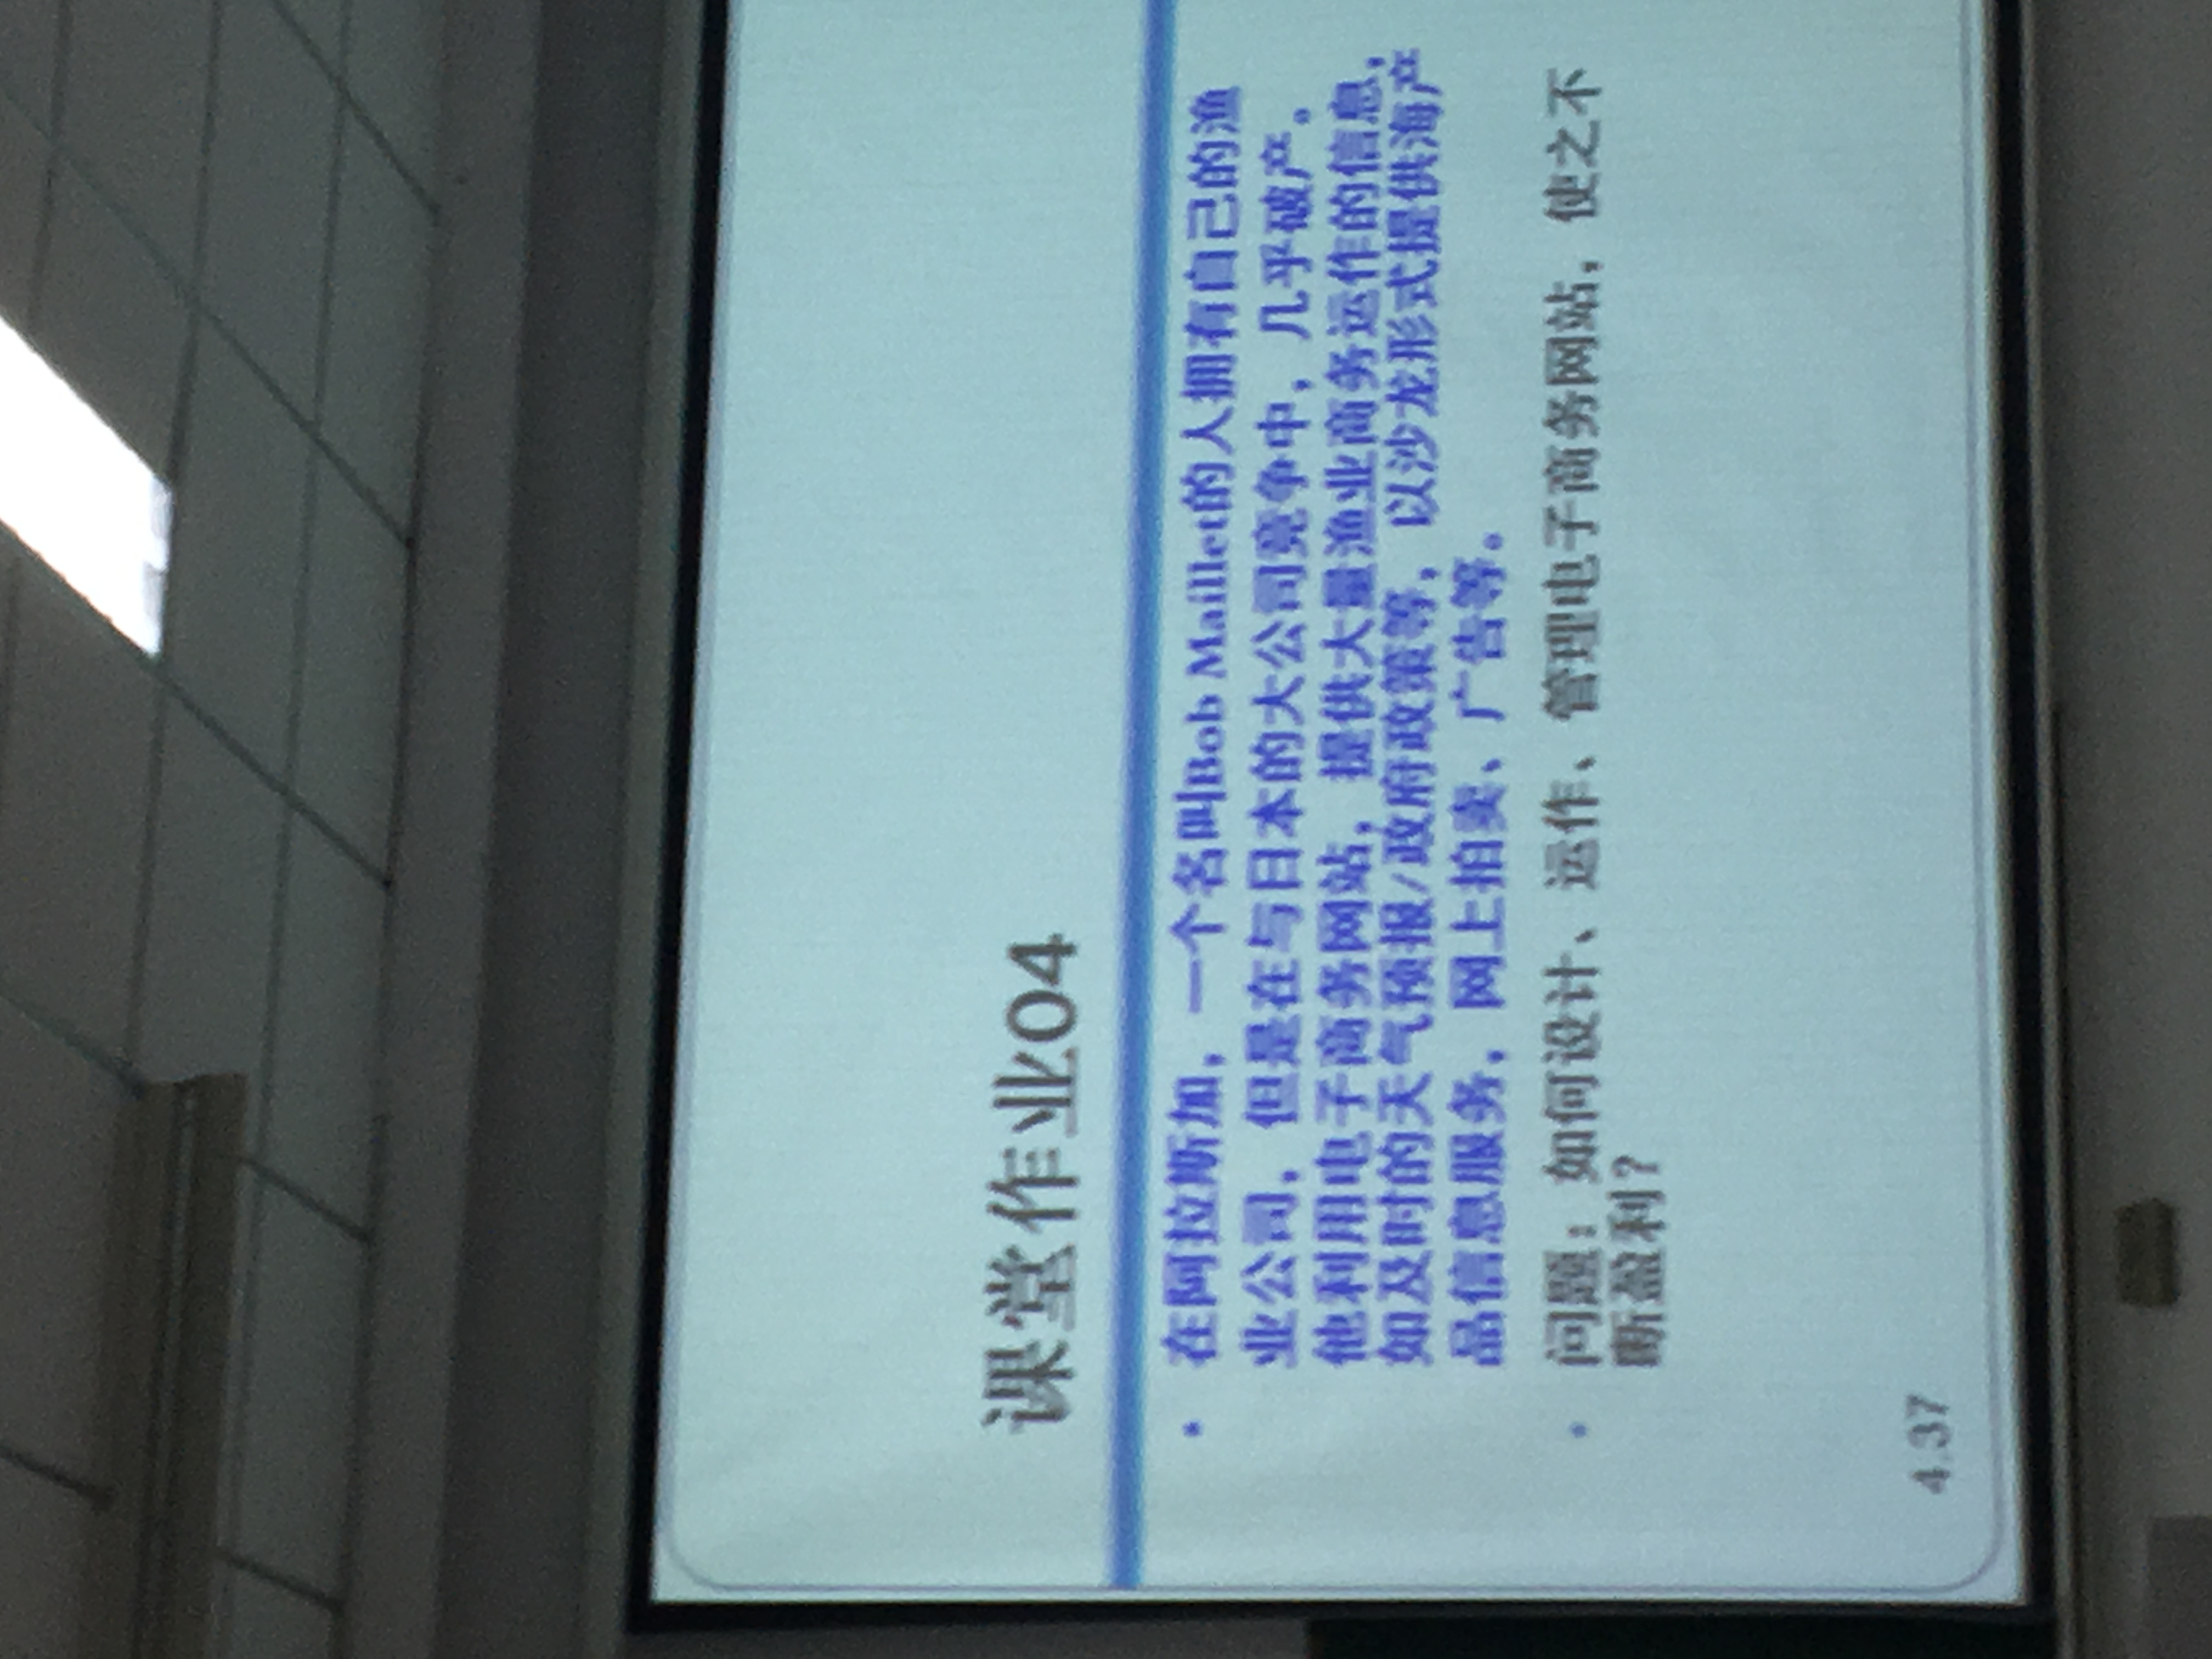 课堂作业04
• 在阿拉斯加，一个名叫Bob Maillet的人拥有自己的渔
业公司，但是在与日本的大公司竞争中，几乎破产。
他利用电子商务网站，提供大量渔业商务运作的信息，
如及时的天气预报/政府政策等，以沙龙形式提供海产
品信息服务，网上拍卖、广告等。
• 问题：如何设计、运作、管理电子商务网站，使之不
断盈利？
4.37